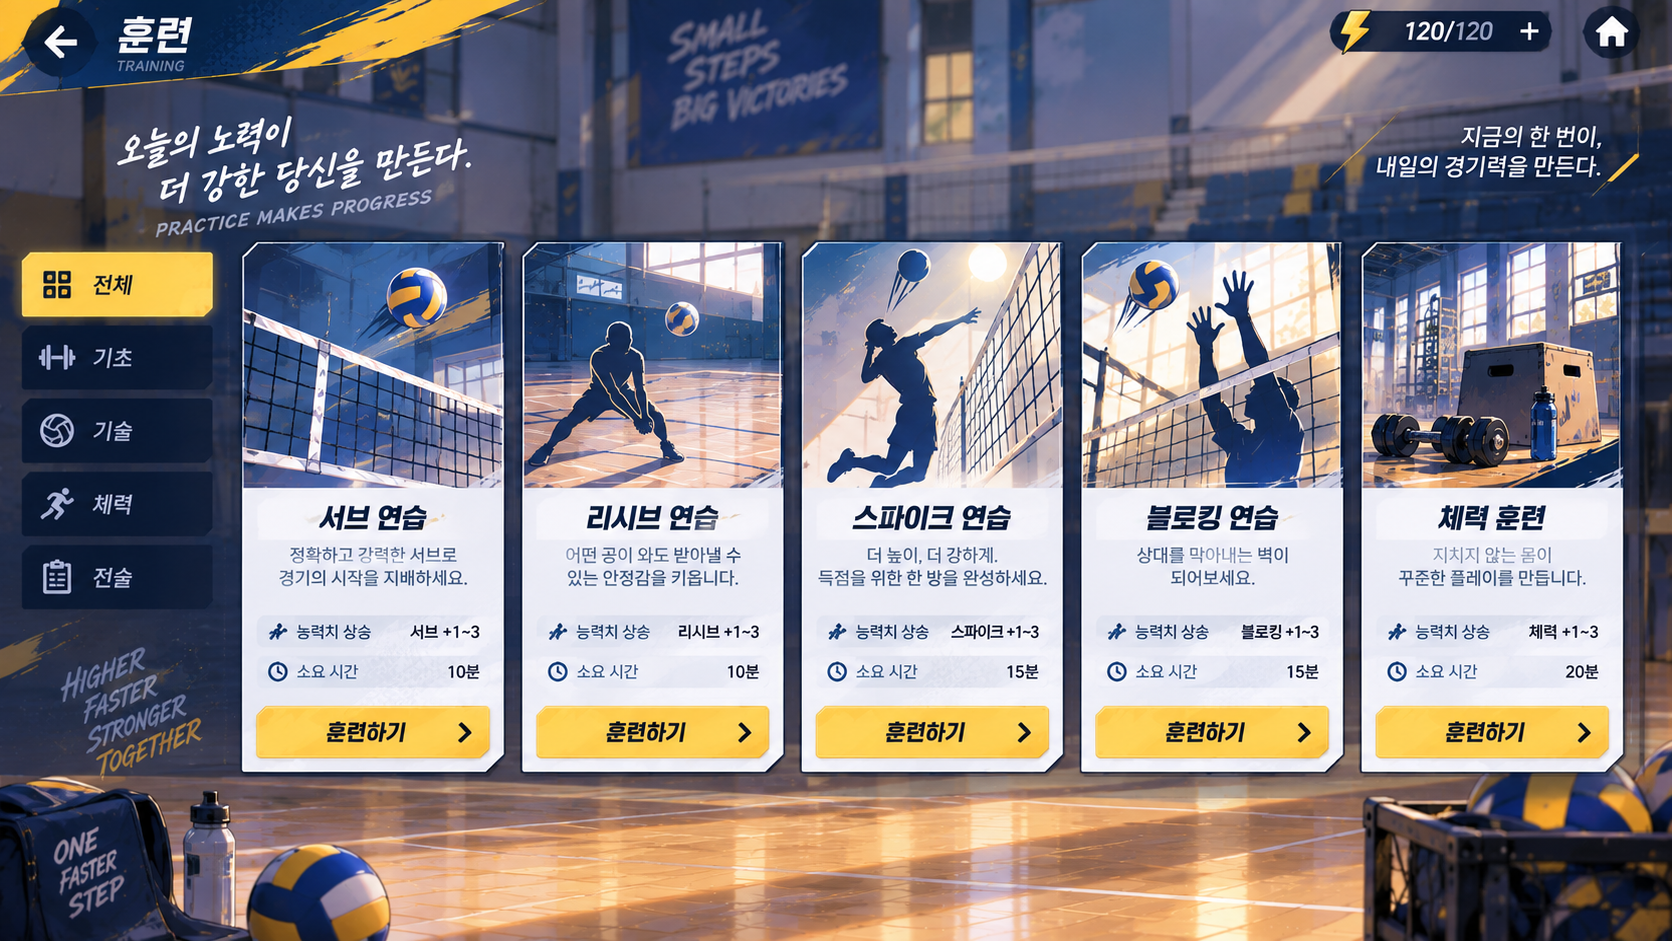 훈련
TRAINING
120/120 +
SMALL
STEPS
BIG VICTORIES
오늘의 노력이
더 강한 당신을 만든다.
PRACTICE MAKES PROGRESS
지금의 한 번이,
내일의 경기력을 만든다.
전체
기초
기술
체력
전술
HIGHER
FASTER
STRONGER
TOGETHER
서브 연습
정확하고 강력한 서브로
경기의 시작을 지배하세요.
능력치 상승 서브 +1~3
소요 시간 10분
훈련하기
리시브 연습
어떤 공이 와도 받아낼 수
있는 안정감을 키웁니다.
능력치 상승 리시브 +1~3
소요 시간 10분
훈련하기
스파이크 연습
더 높이, 더 강하게.
득점을 위한 한 방을 완성하세요.
능력치 상승 스파이크 +1~3
소요 시간 15분
훈련하기
블로킹 연습
상대를 막아내는 벽이
되어보세요.
능력치 상승 블로킹 +1~3
소요 시간 15분
훈련하기
체력 훈련
지치지 않는 몸이
꾸준한 플레이를 만듭니다.
능력치 상승 체력 +1~3
소요 시간 20분
훈련하기
ONE
FASTER
STEP